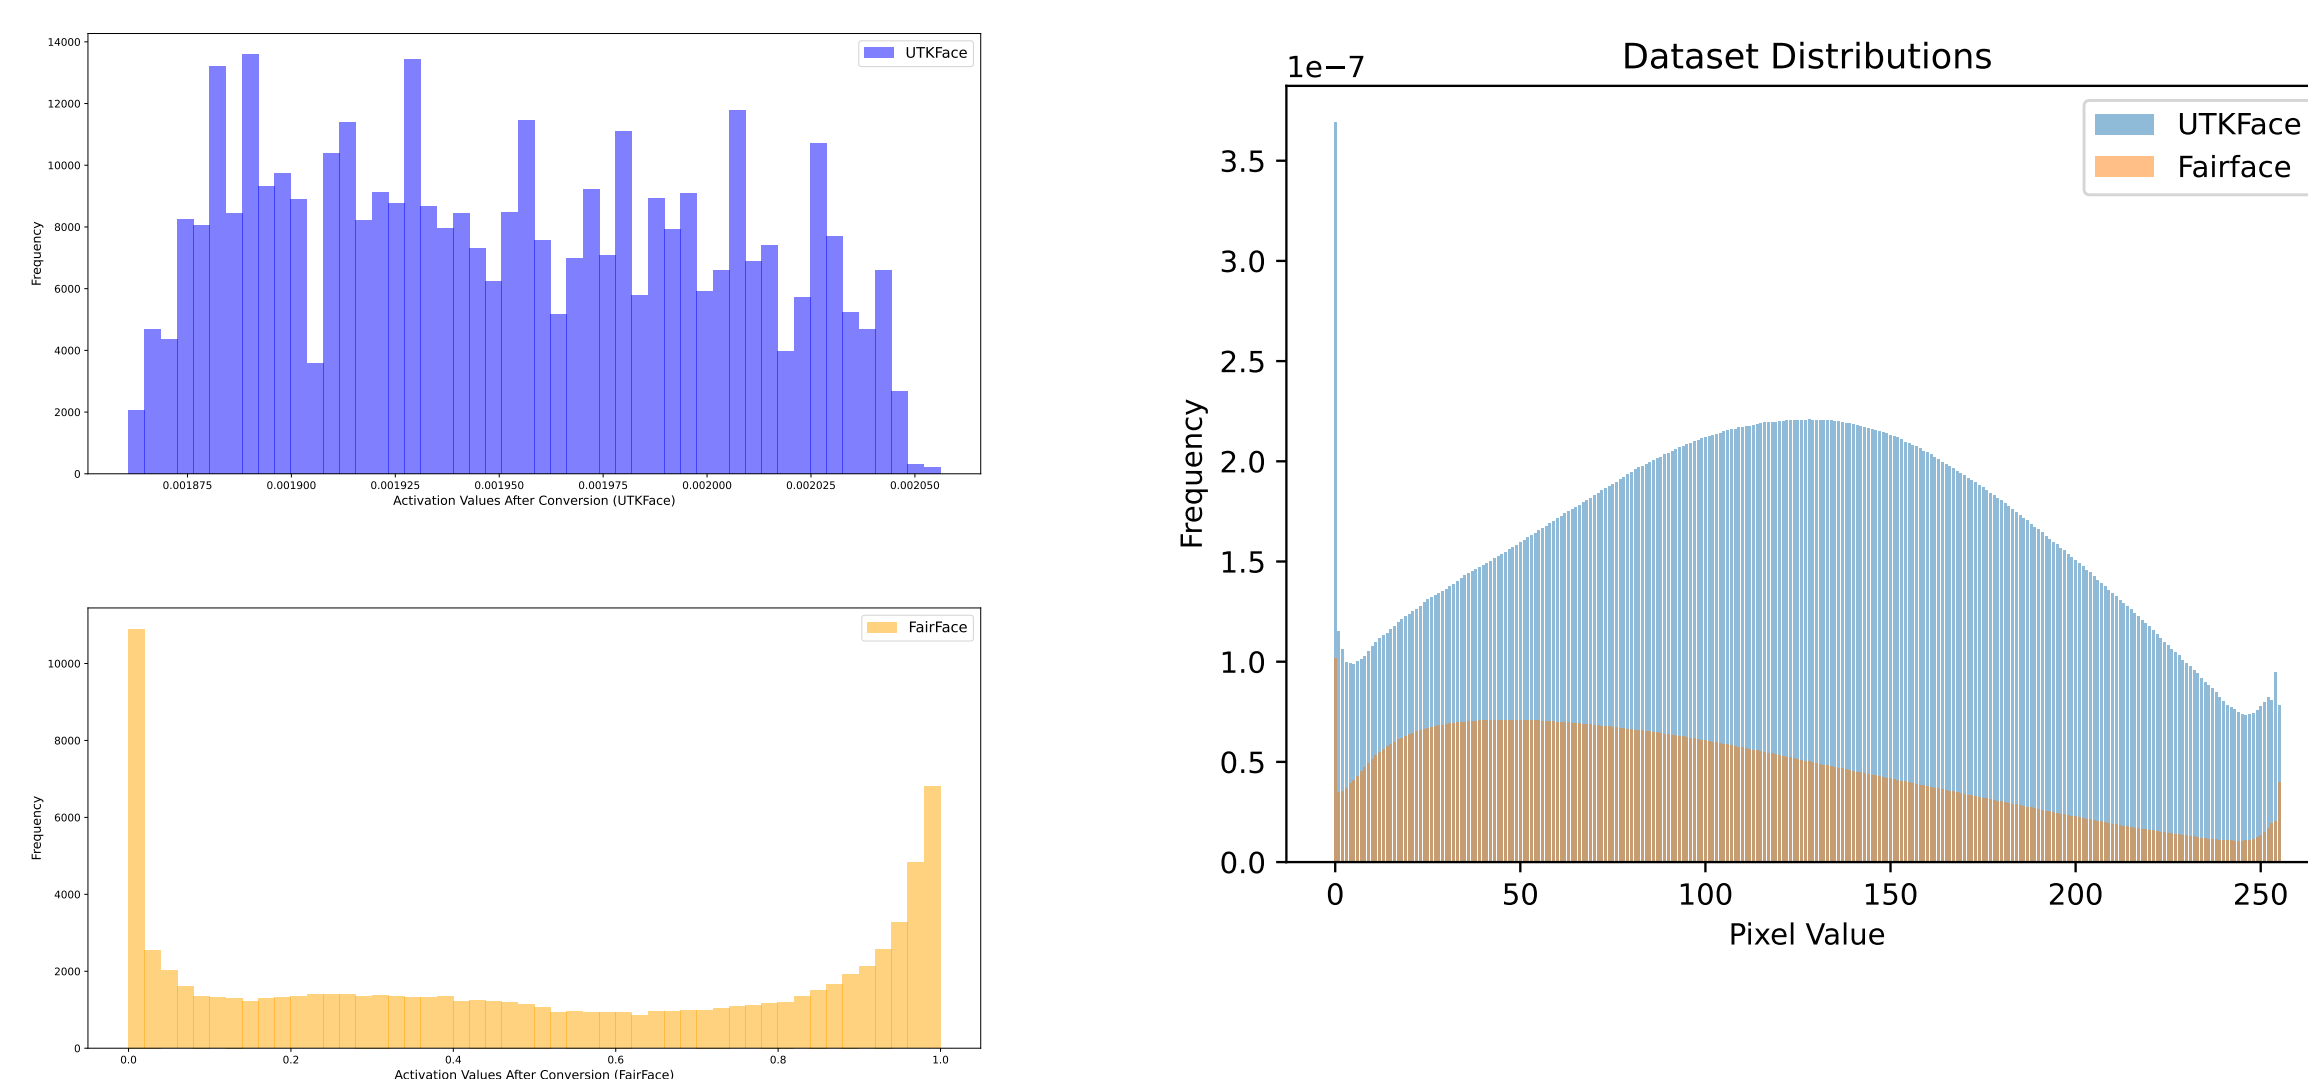 14000
12000
10000
8000
6000
4000
2000
0
Frequency
UTKFace
0.001875 0.001900 0.001925 0.001950 0.001975 0.002000 0.002025 0.002050
Activation Values After Conversion (UTKFace)
10000
8000
6000
4000
2000
0
Frequency
FairFace
0.0 0.2 0.4 0.6 0.8 1.0
Activation Values After Conversion (FairFace)
Dataset Distributions
1e−7
UTKFace
Fairface
3.5
3.0
2.5
2.0
1.5
1.0
0.5
0.0
Frequency
0 50 100 150 200 250
Pixel Value